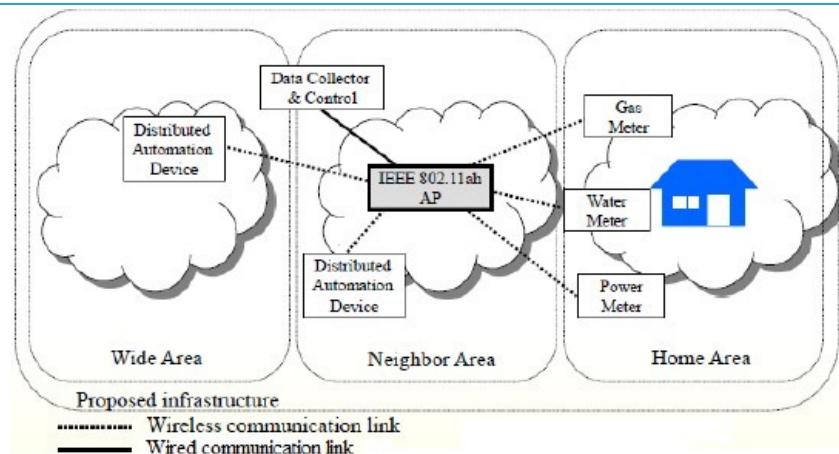 Data Collector
& Control
Distributed
Automation
Device
Gas
Meter
IEEE 802.11ah
AP
Water
Meter
Distributed
Automation
Device
Power
Meter
Wide Area
Neighbor Area
Home Area
Proposed infrastructure
Wireless communication link
Wired communication link